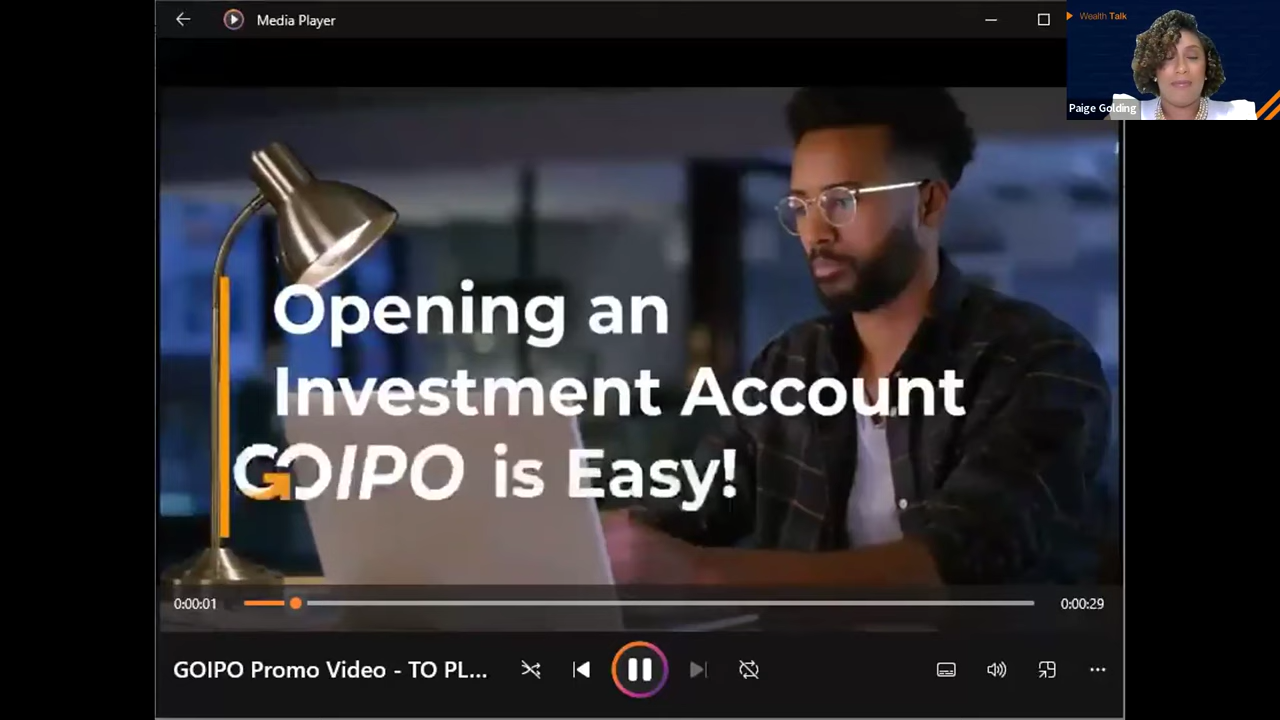 Media Player
Wealth Talk
Paige Golding
Opening an
Investment Account
GOIPO is Easy!
0:00:01
0:00:29
GOIPO Promo Video - TO PL...